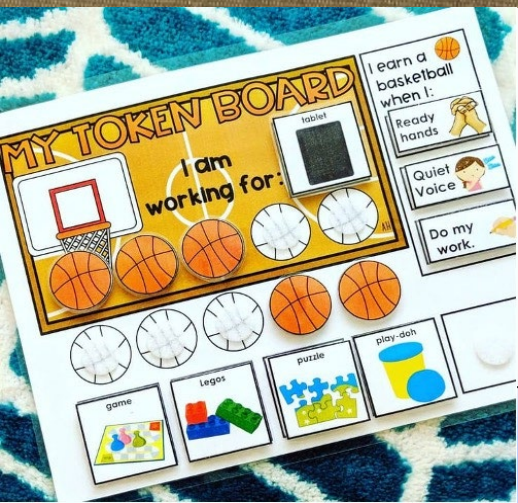 MY TOKEN BOARD
I am
working for:
tablet
AH
I earn a
basketball
when I:
Ready
hands
Quiet
Voice
Do my
work.
game
Legos
puzzle
play-doh